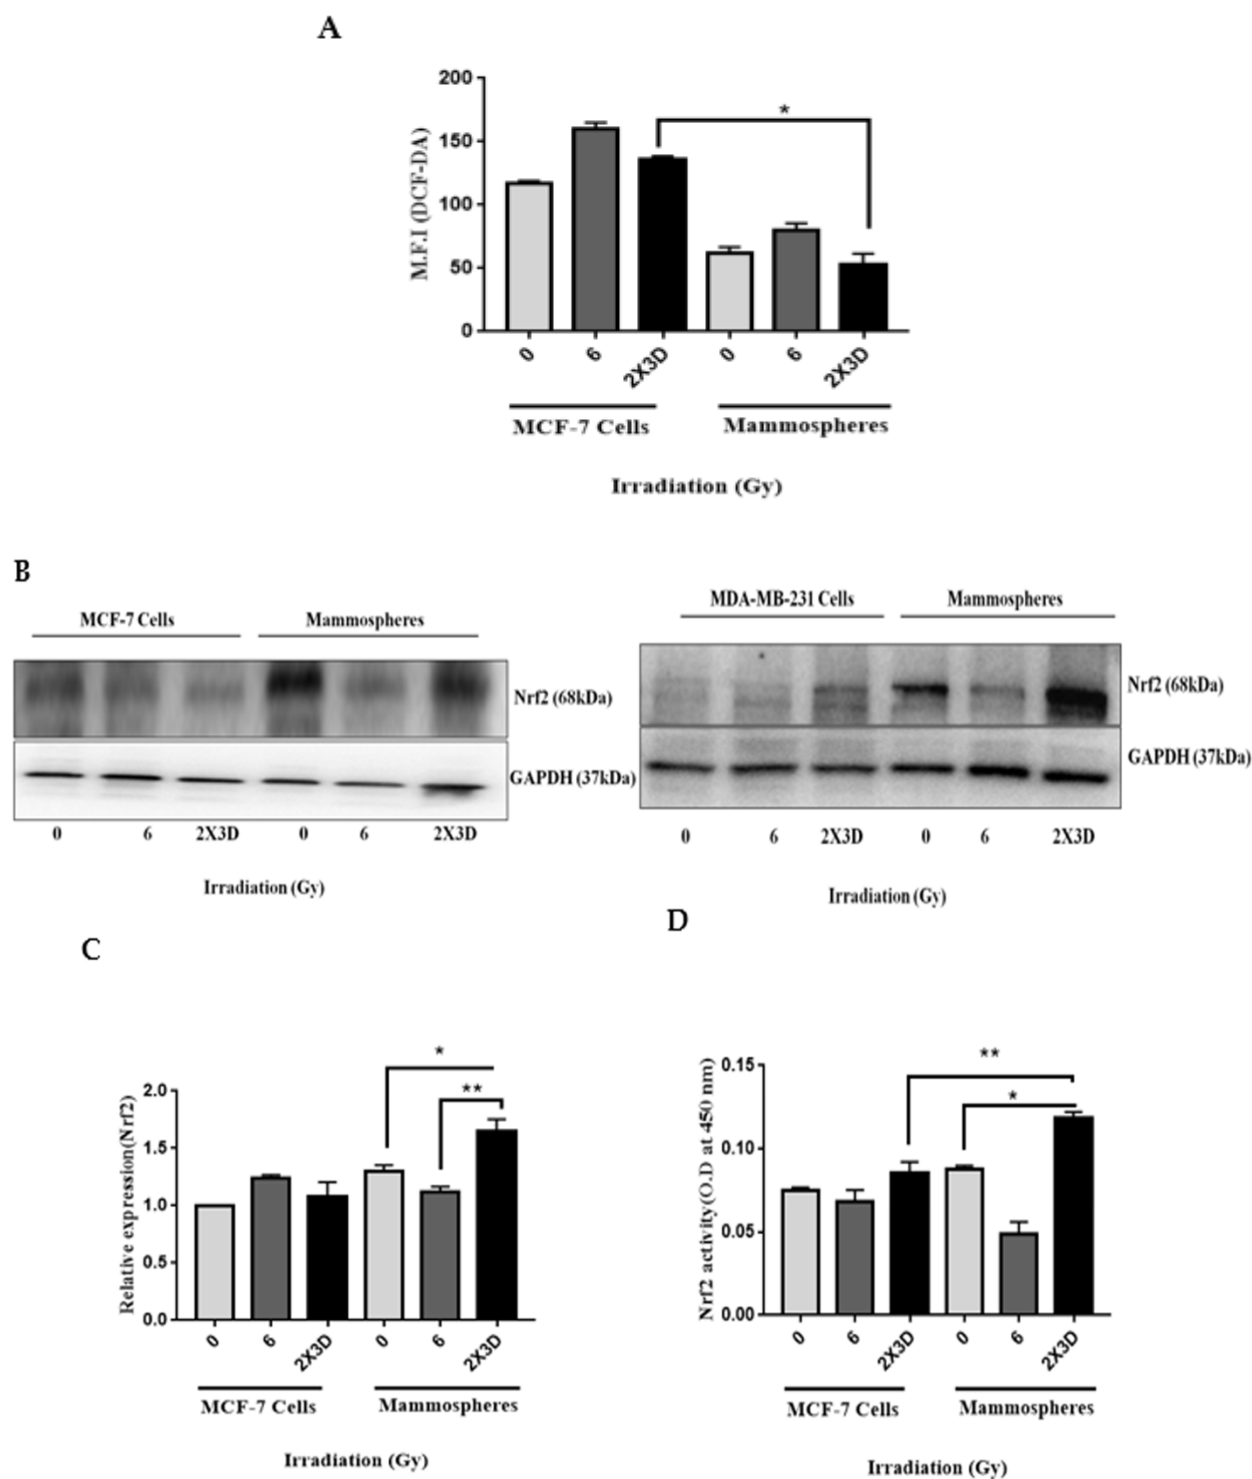 A
200
150
100
50
0
M.F.I (DCF-DA)
*
0 6 2X3D 0 6 2X3D
MCF-7 Cells Mammospheres
Irradiation (Gy)
B
MCF-7 Cells Mammospheres
Nrf2 (68kDa)
GAPDH (37kDa)
0 6 2X3D 0 6 2X3D
Irradiation (Gy)
MDA-MB-231 Cells Mammospheres
Nrf2 (68kDa)
GAPDH (37kDa)
0 6 2X3D 0 6 2X3D
Irradiation (Gy)
C
*
**
2.0
1.5
1.0
0.5
0.0
Relative expression(Nrf2)
0 6 2X3D 0 6 2X3D
MCF-7 Cells Mammospheres
Irradiation (Gy)
D
**
*
0.15
0.10
0.05
0.00
Nrf2 activity(O.D at 450 nm)
0 6 2X3D 0 6 2X3D
MCF-7 Cells Mammospheres
Irradiation (Gy)